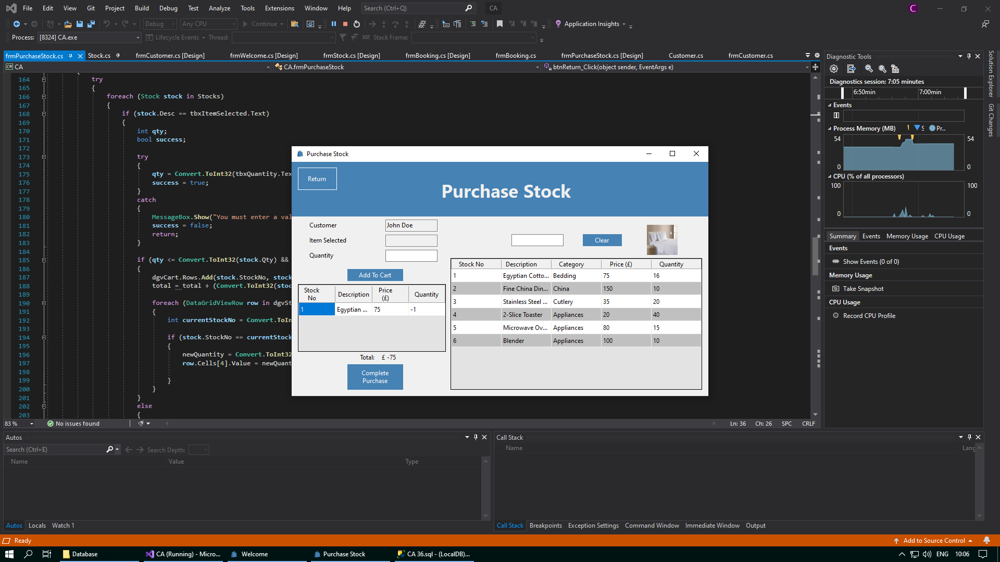 File Edit View Git Project Build Debug Test Analyze Tools Extensions Window Help Search (Ctrl+Q) CA C
Debug Any CPU Continue Application Insights
Process: [8324] CA.exe Lifecycle Events Thread: Stack Frame:
frmPurchaseStock.cs Stock.cs frmCustomer.cs [Design] frmWelcome.cs [Design] frmStock.cs [Design] frmBooking.cs [Design] frmBooking.cs frmPurchaseStock.cs [Design] Customer.cs frmCustomer.cs
C# CA CA.frmPurchaseStock btnReturn_Click(object sender, EventArgs e)
164 try
165 {
166 foreach (Stock stock in Stocks)
167 {
168 if (stock.Desc == tbxItemSelected.Text)
169 {
170 int qty;
171 bool success;
172
173 try
174 {
175 qty = Convert.ToInt32(tbxQuantity.Tex
176 success = true;
177 }
178 catch
179 {
180 MessageBox.Show("You must enter a val
181 success = false;
182 return;
183 }
184
185 if (qty <= Convert.ToInt32(stock.Qty) &&
186 {
187 dgvCart.Rows.Add(stock.StockNo, stock
188 total = total + (Convert.ToInt32(stoc
189
190 foreach (DataGridViewRow row in dgvSt
191 {
192 int currentStockNo = Convert.ToIn
193
194 if (stock.StockNo == currentStock
195 {
196 newQuantity = Convert.ToInt32
197 row.Cells[4].Value = newQuant
198
199 }
200 }
201 }
202 else
203 {
83 % No issues found Ln: 36 Ch: 26 SPC CRLF
Purchase Stock
Return
Purchase Stock
Customer John Doe
Item Selected
Quantity
Clear
Add To Cart
Stock No Description Price (£) Quantity
1 Egyptian ... 75 -1
Total: £ -75
Complete
Purchase
Stock No Description Category Price (£) Quantity
1 Egyptian Cotto... Bedding 75 16
2 Fine China Din... China 150 10
3 Stainless Steel ... Cutlery 35 20
4 2-Slice Toaster Appliances 20 40
5 Microwave Ov... Appliances 80 15
6 Blender Appliances 100 10
Diagnostic Tools
Diagnostics session: 7:05 minutes
6:50min 7:00min
Events
Process Memory (MB) S Pr...
54 54
0 0
CPU (% of all processors)
100 100
0 0
Summary Events Memory Usage CPU Usage
Events
Show Events (0 of 0)
Memory Usage
Take Snapshot
CPU Usage
Record CPU Profile
Solution Explorer
Git Changes
Autos
Search (Ctrl+E) Search Depth:
Name Value Type
Autos Locals Watch 1
Call Stack
Name Lang
Call Stack Breakpoints Exception Settings Command Window Immediate Window Output
Ready Add to Source Control
Database CA (Running) - Micro... Welcome Purchase Stock CA 36.sql - (LocalDB)... ENG 10:06